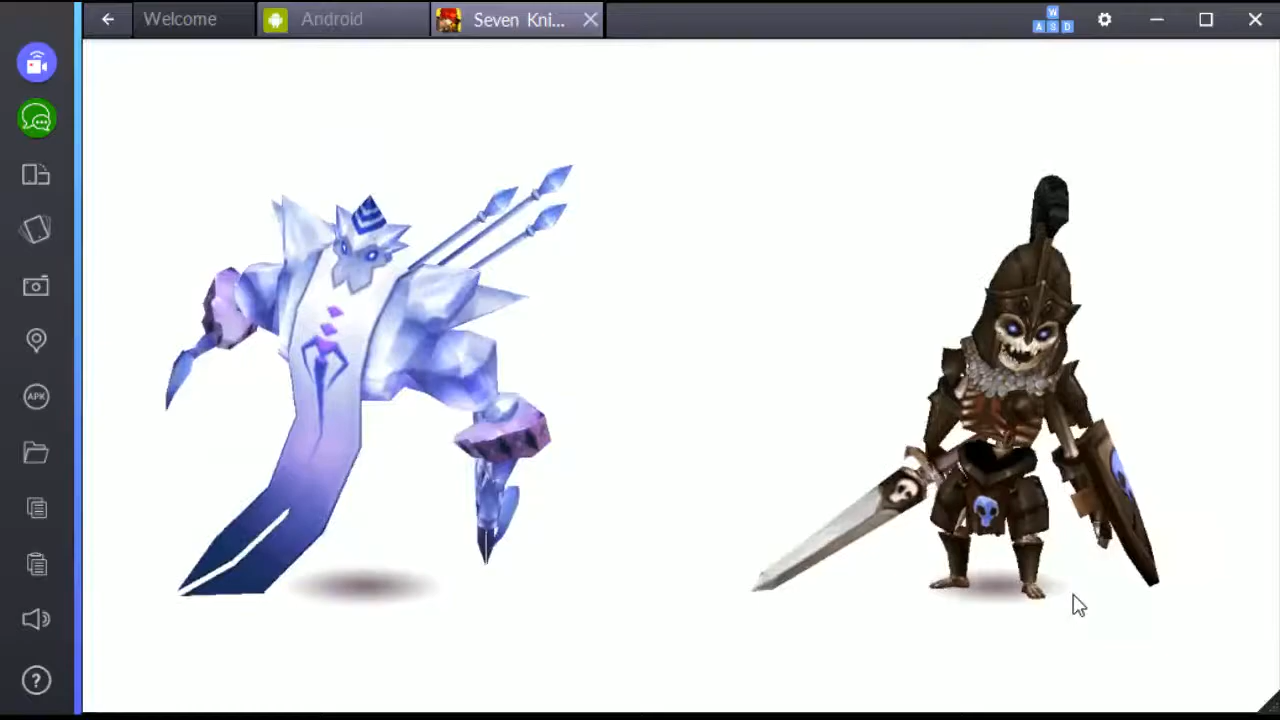 Welcome
Android
Seven Kni...
W
A S D
APK
?